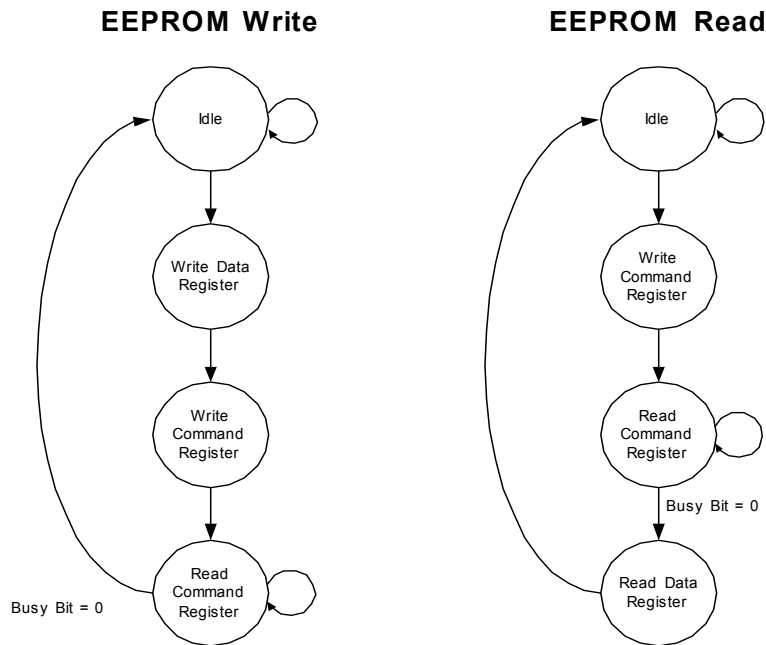 EEPROM Write
Idle
Write Data
Register
Write
Command
Register
Read
Command
Register
Busy Bit = 0
EEPROM Read
Idle
Write
Command
Register
Read
Command
Register
Busy Bit = 0
Read Data
Register